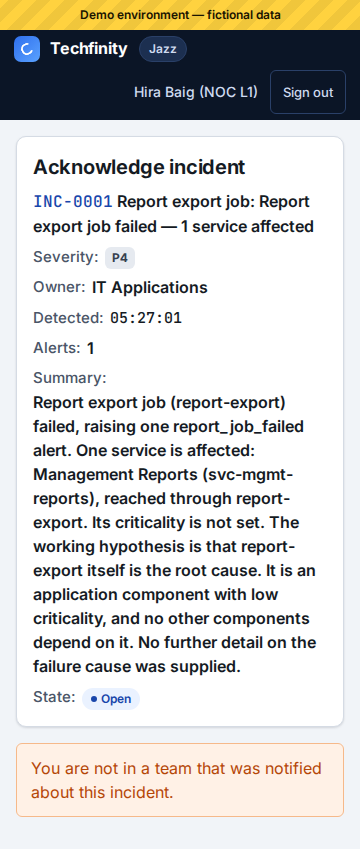 Demo environment — fictional data
Techfinity Jazz
Hira Baig (NOC L1) Sign out
Acknowledge incident
INC-0001 Report export job: Report
export job failed — 1 service affected
Severity: P4
Owner: IT Applications
Detected: 05:27:01
Alerts: 1
Summary:
Report export job (report-export)
failed, raising one report_job_failed
alert. One service is affected:
Management Reports (svc-mgmt-
reports), reached through report-
export. Its criticality is not set. The
working hypothesis is that report-
export itself is the root cause. It is an
application component with low
criticality, and no other components
depend on it. No further detail on the
failure cause was supplied.
State: Open
You are not in a team that was notified
about this incident.